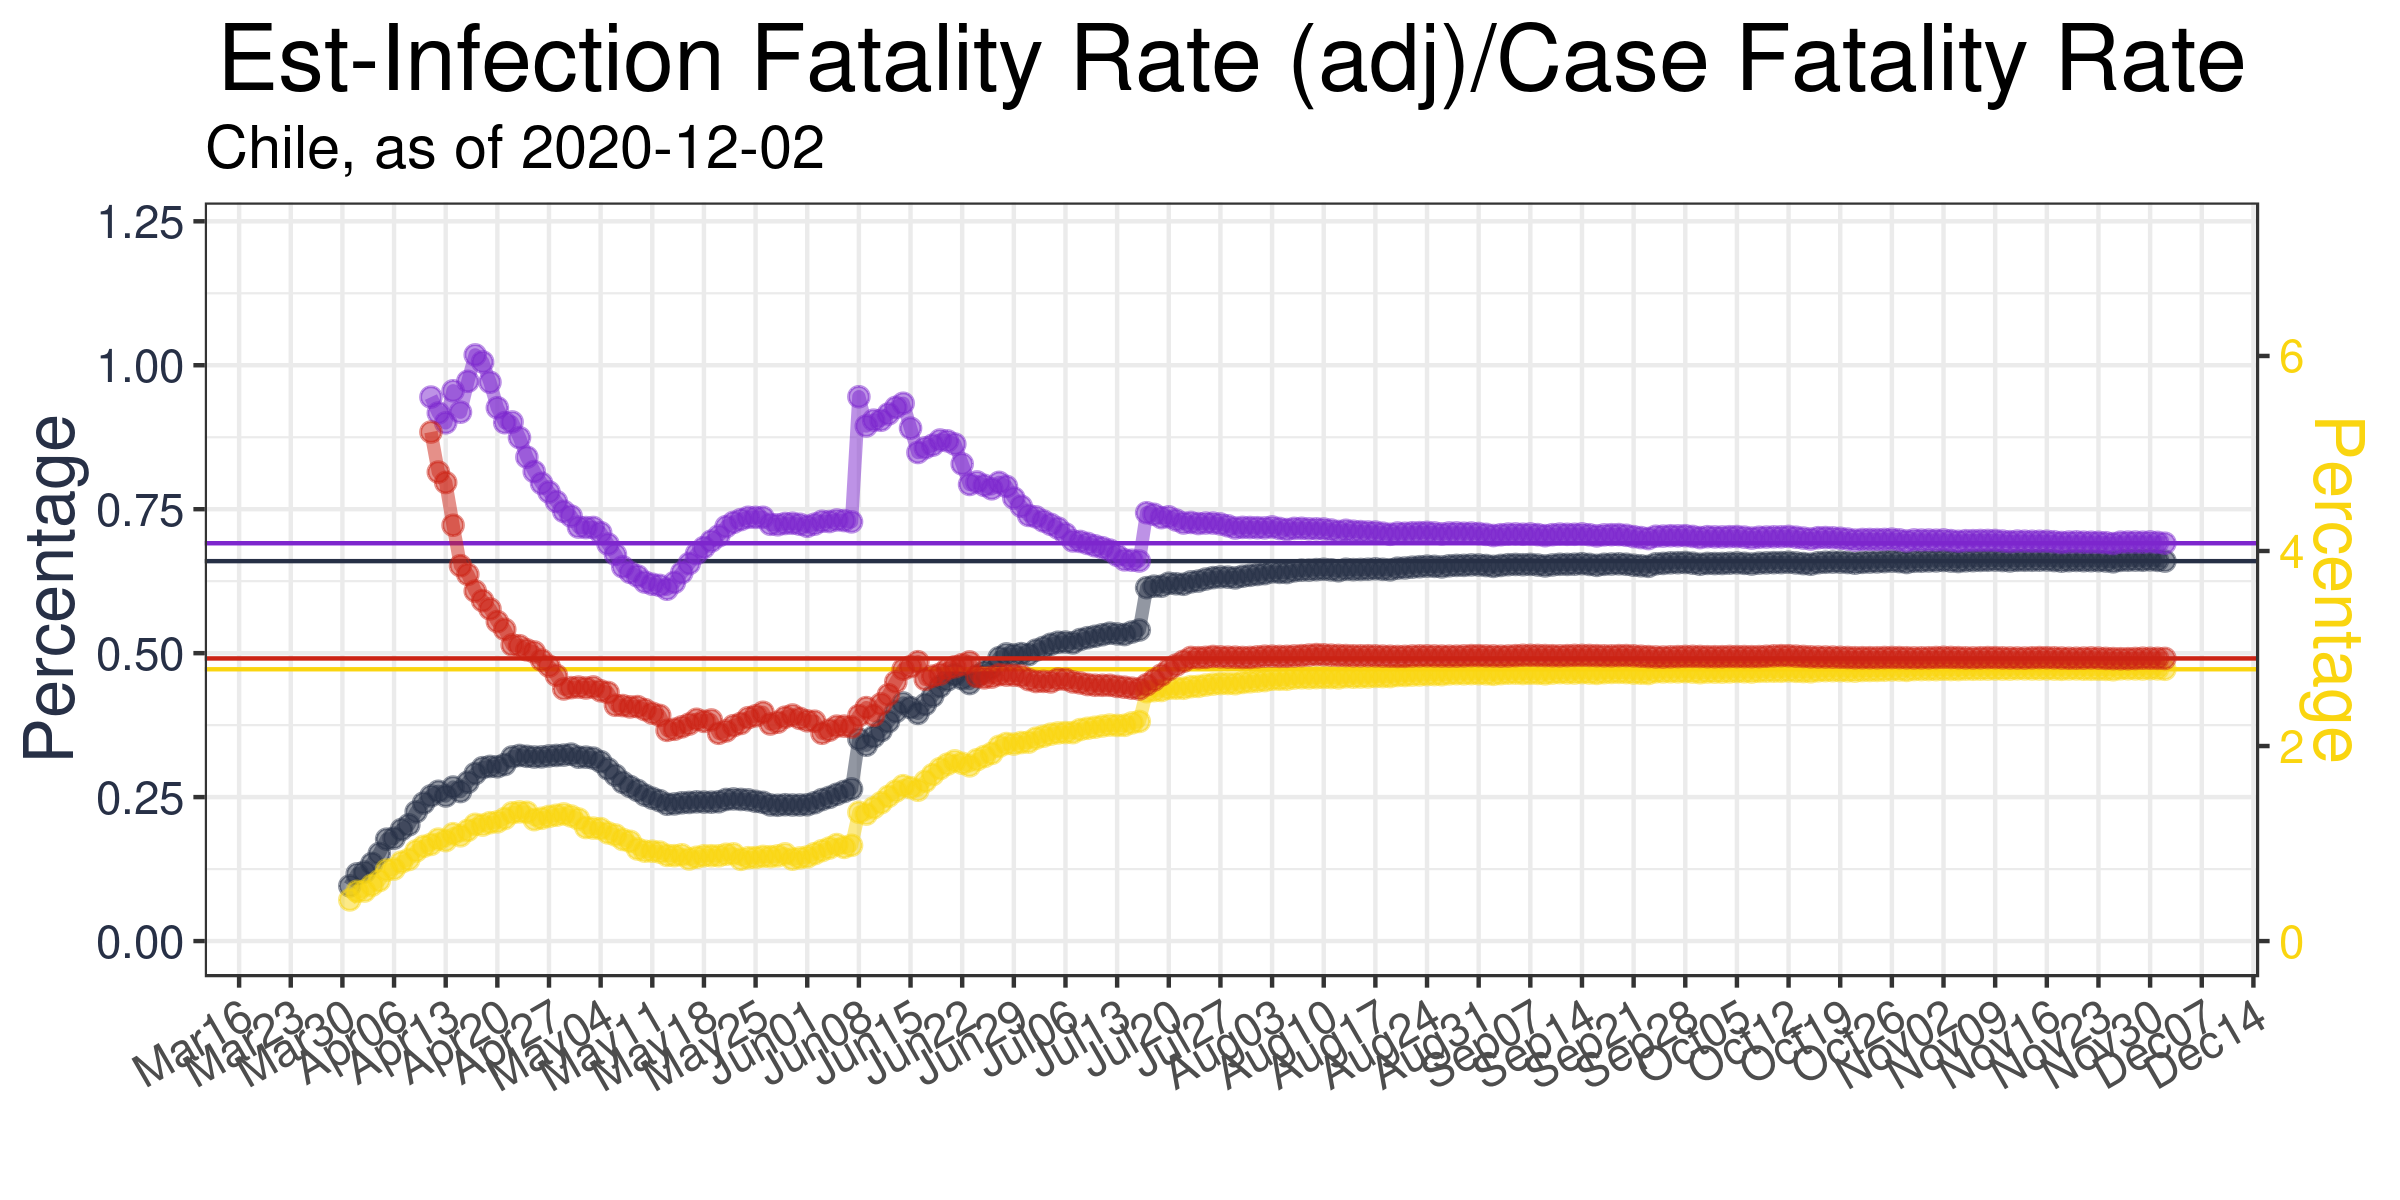 Est-Infection Fatality Rate (adj)/Case Fatality Rate
Chile, as of 2020-12-02
Percentage
1.25
1.00
0.75
0.50
0.25
0.00
6
4
2
0
Percentage
Mar16
Mar23
Mar30
Apr06
Apr13
Apr20
Apr27
May04
May11
May18
May25
Jun01
Jun08
Jun15
Jun22
Jun29
Jul06
Jul13
Jul20
Jul27
Aug03
Aug10
Aug17
Aug24
Aug31
Sep07
Sep14
Sep21
Sep28
Oct05
Oct12
Oct19
Oct26
Nov02
Nov09
Nov16
Nov23
Nov30
Dec07
Dec14